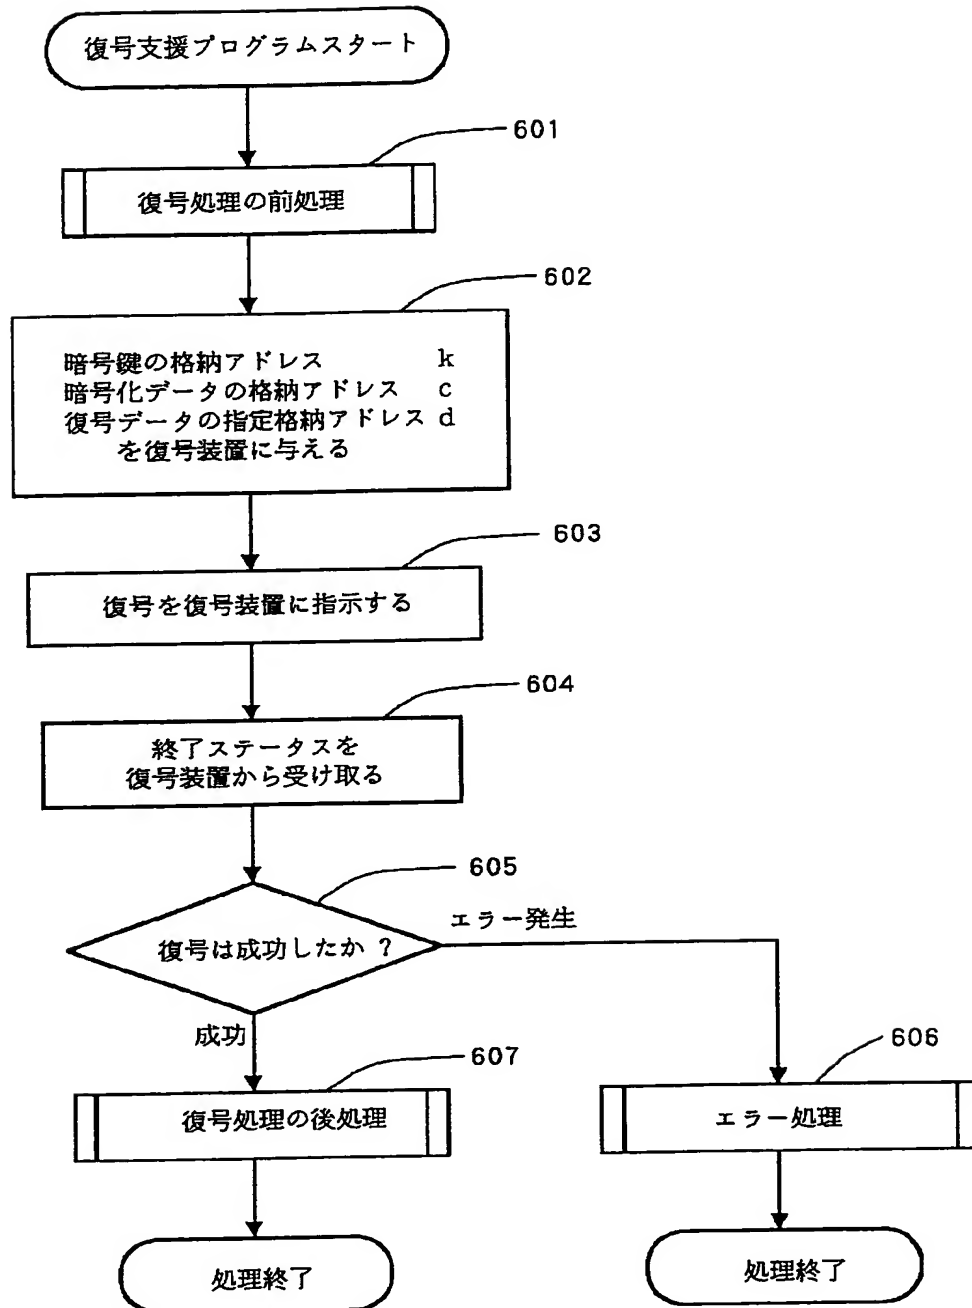 復号支援プログラムスタート
601
復号処理の前処理
602
暗号鍵の格納アドレス k
暗号化データの格納アドレス c
復号データの指定格納アドレス d
を復号装置に与える
603
復号を復号装置に指示する
604
終了ステータスを
復号装置から受け取る
605
復号は成功したか ?
エラー発生
成功
607
復号処理の後処理
606
エラー処理
処理終了
処理終了